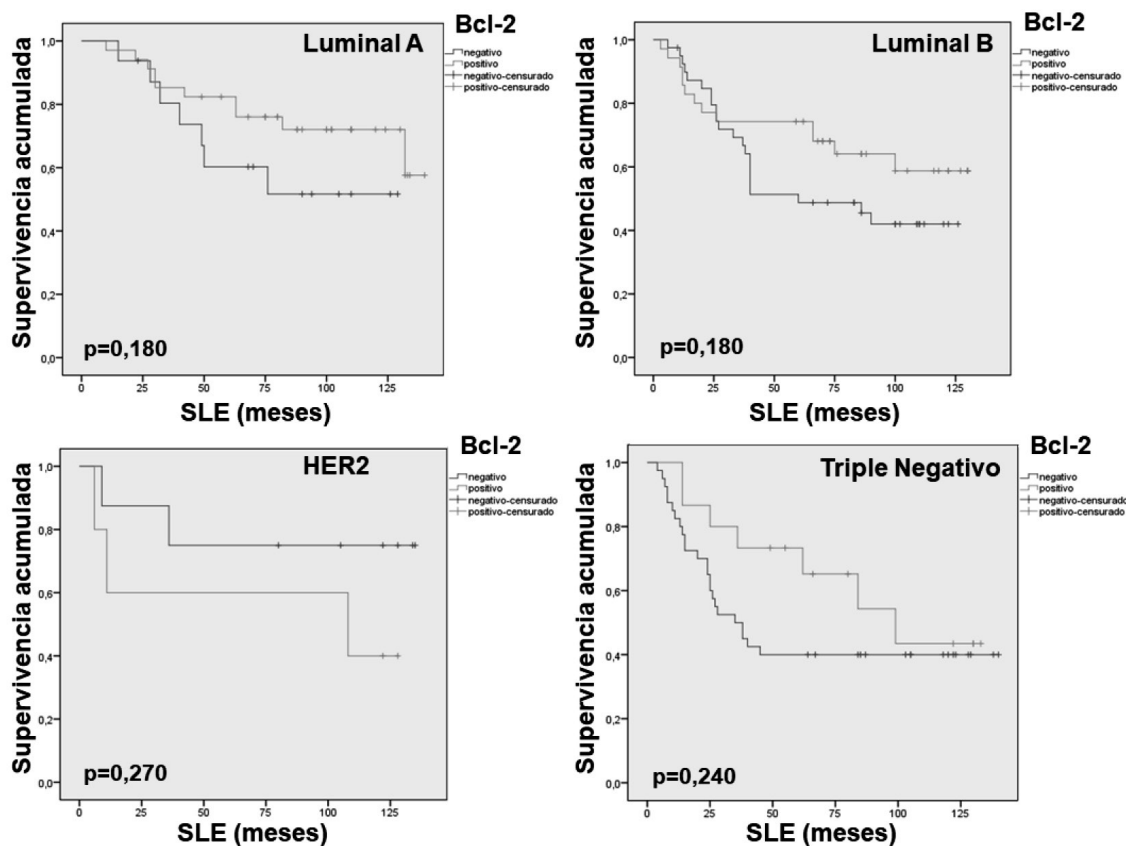 Bcl-2
Luminal A
negativo
positivo
negativo-censurado
positivo-censurado
Supervivencia acumulada
1,0
0,8
0,6
0,4
0,2
0,0
p=0,180
0 25 50 75 100 125
SLE (meses)
Bcl-2
Luminal B
negativo
positivo
negativo-censurado
positivo-censurado
Supervivencia acumulada
1,0
0,8
0,6
0,4
0,2
0,0
p=0,180
0 25 50 75 100 125
SLE (meses)
Bcl-2
HER2
negativo
positivo
negativo-censurado
positivo-censurado
Supervivencia acumulada
1,0
0,8
0,6
0,4
0,2
0,0
p=0,270
0 25 50 75 100 125
SLE (meses)
Bcl-2
Triple Negativo
negativo
positivo
negativo-censurado
positivo-censurado
Supervivencia acumulada
1,0
0,8
0,6
0,4
0,2
0,0
p=0,240
0 25 50 75 100 125
SLE (meses)